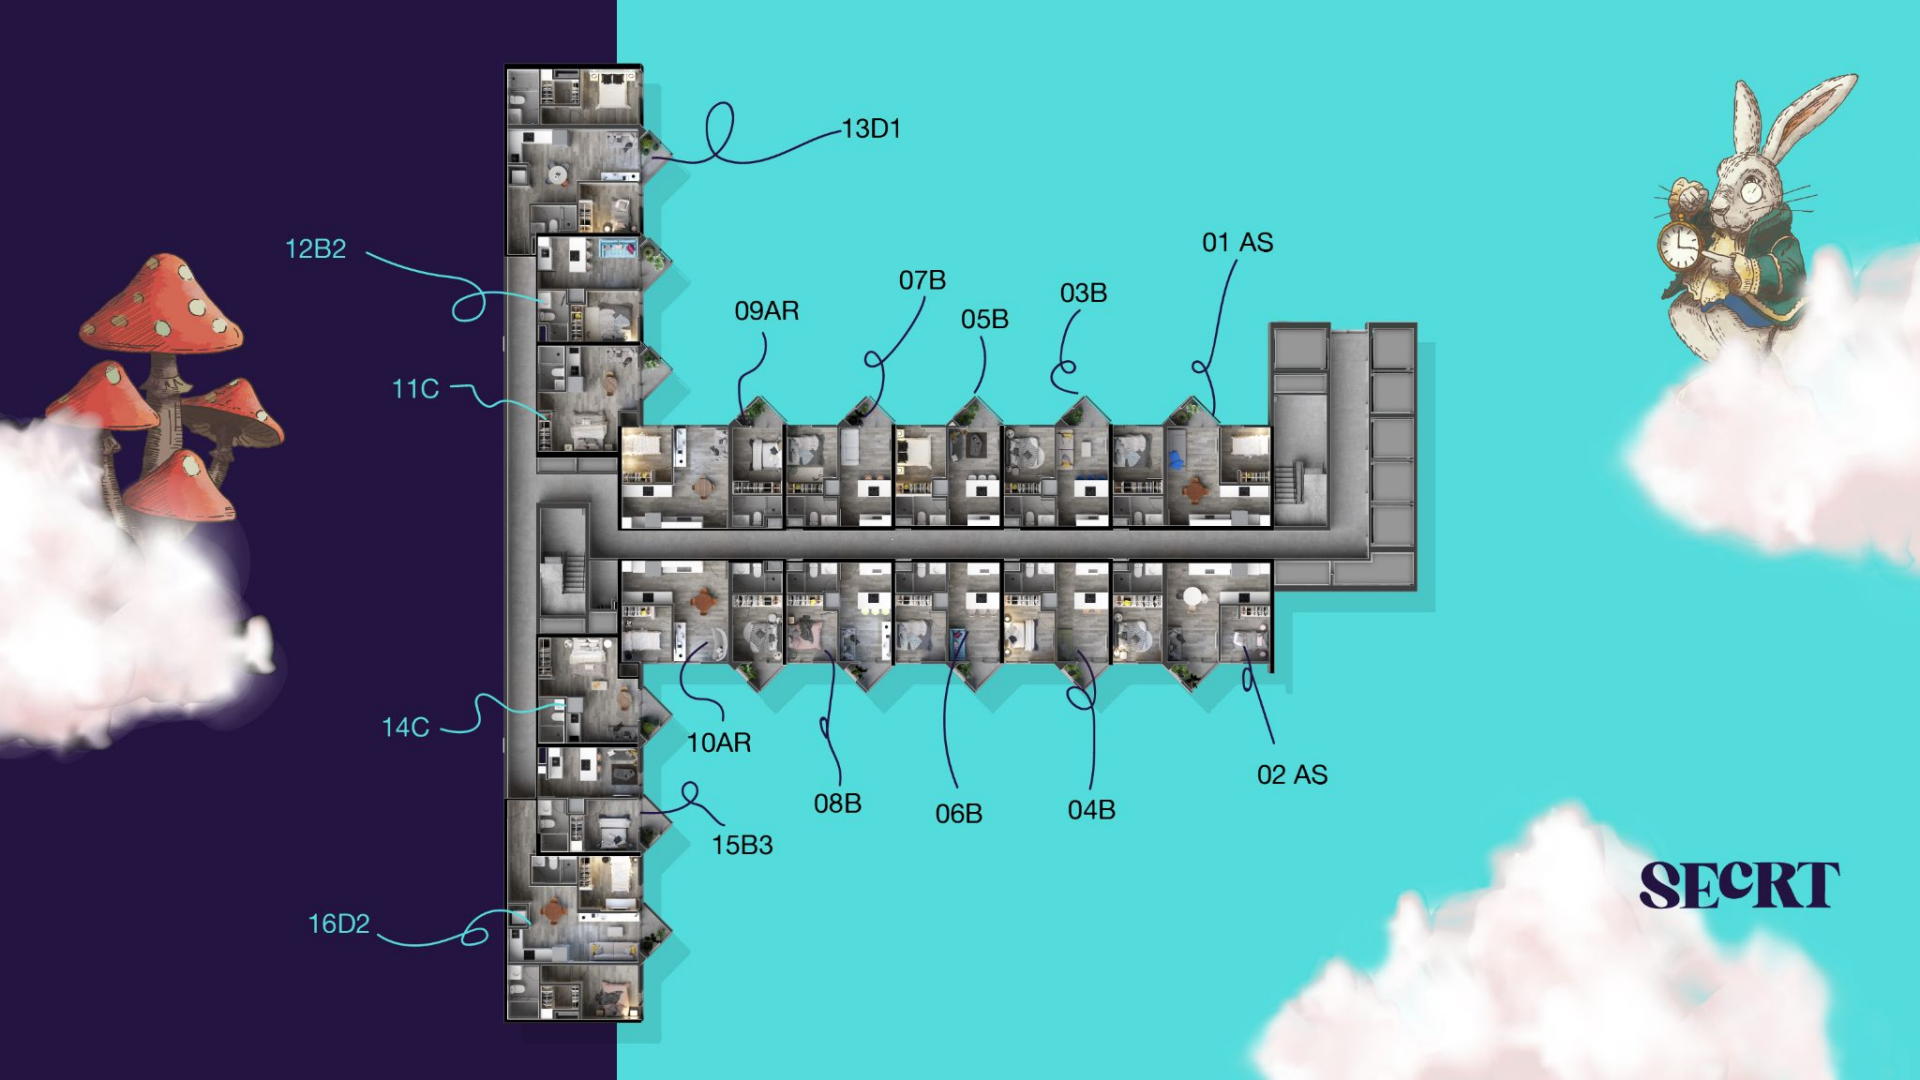 13D1
12B2
01 AS
07B
03B
09AR
05B
11C
14C
10AR
02 AS
08B
06B
04B
15B3
SECRT
16D2